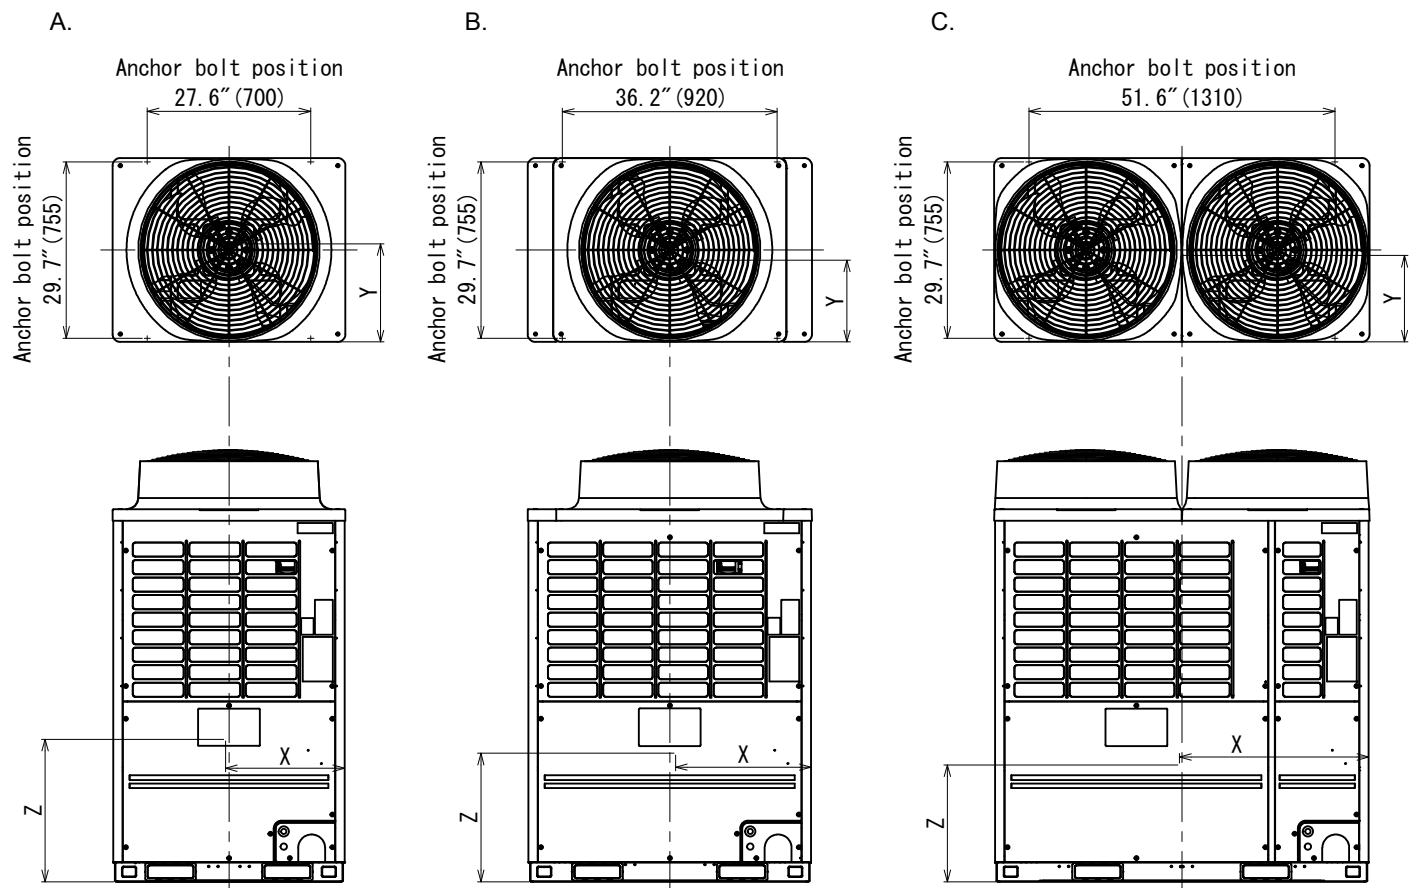 A.
B.
C.
Anchor bolt position
27.6"(700)
Anchor bolt position
36.2"(920)
Anchor bolt position
51.6"(1310)
Anchor bolt position
29.7"(755)
Y
Anchor bolt position
29.7"(755)
Y
Anchor bolt position
29.7"(755)
Y
X
Z
X
Z
X
Z